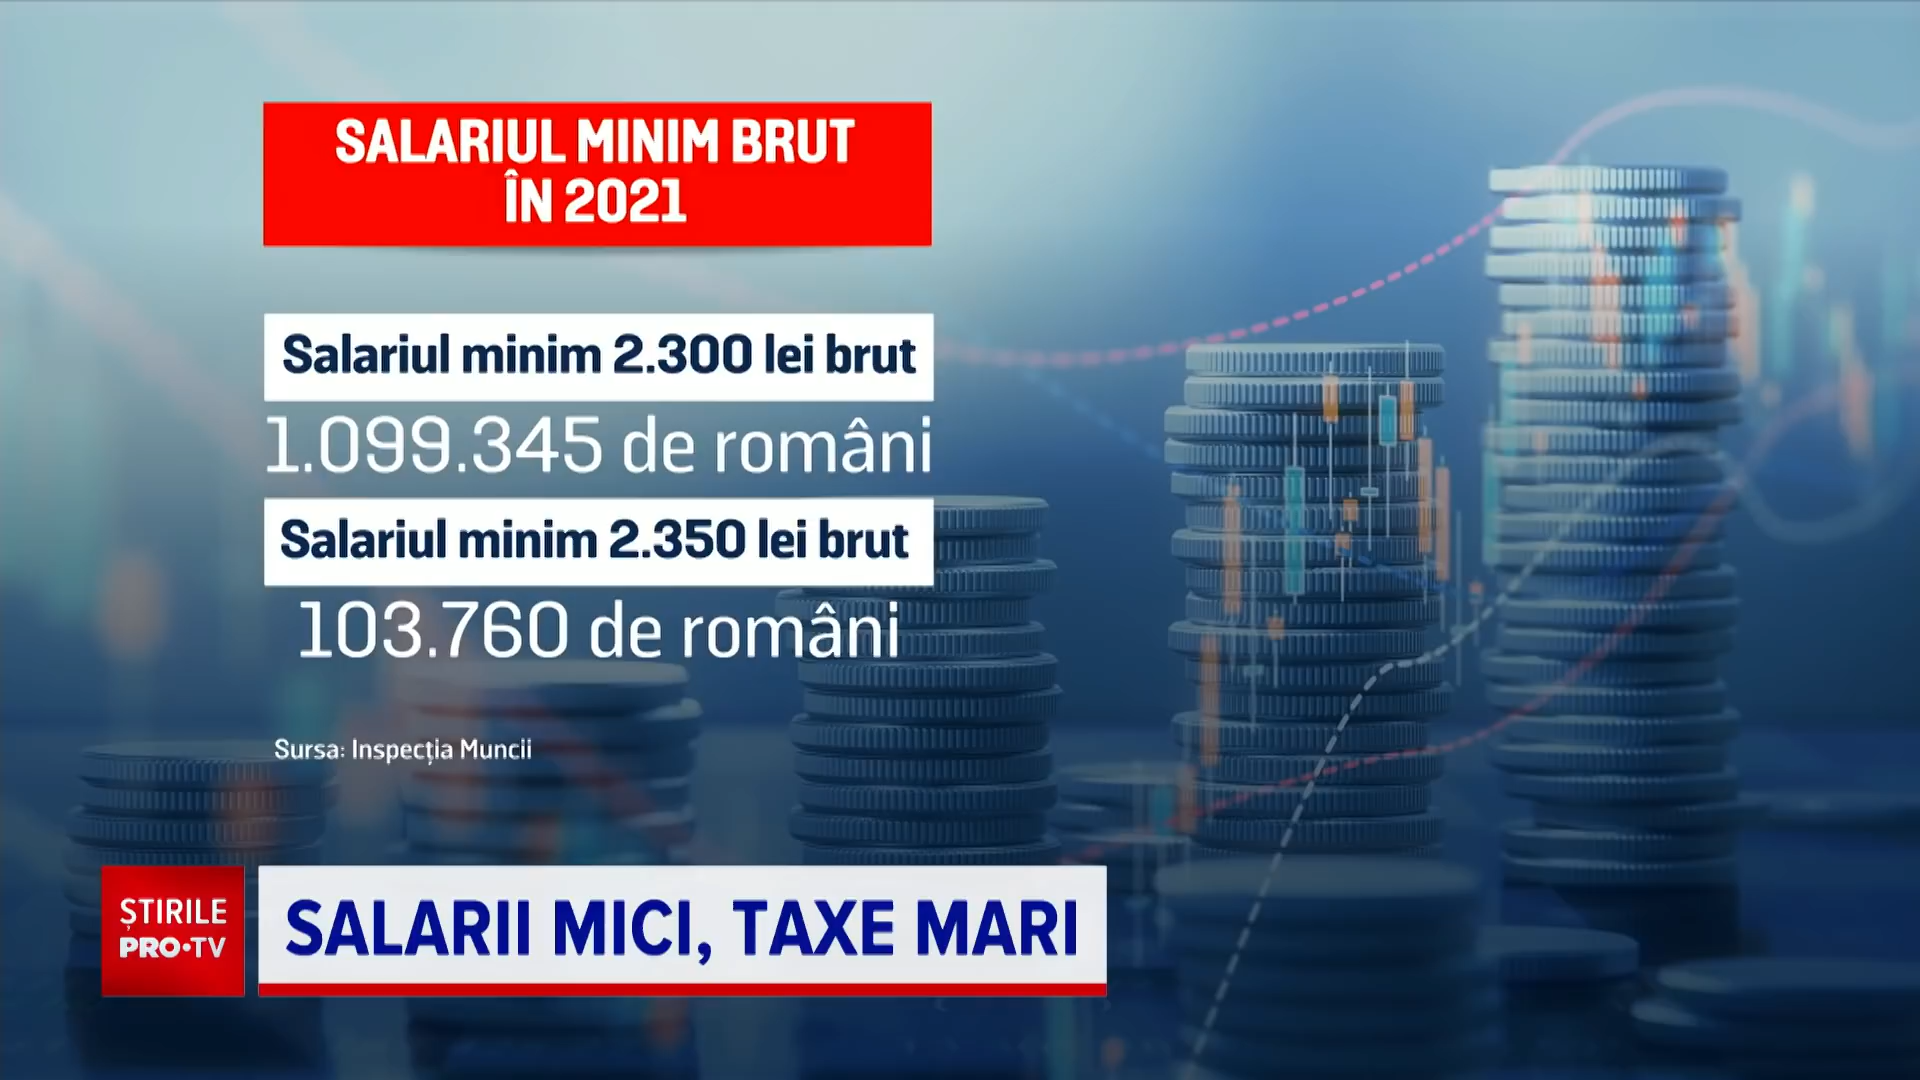 SALARIUL MINIM BRUT
ÎN 2021
Salariul minim 2.300 lei brut
1.099.345 de români
Salariul minim 2.350 lei brut
103.760 de români
Sursa: Inspecția Muncii
ȘTIRILE
PRO•TV
SALARII MICI, TAXE MARI